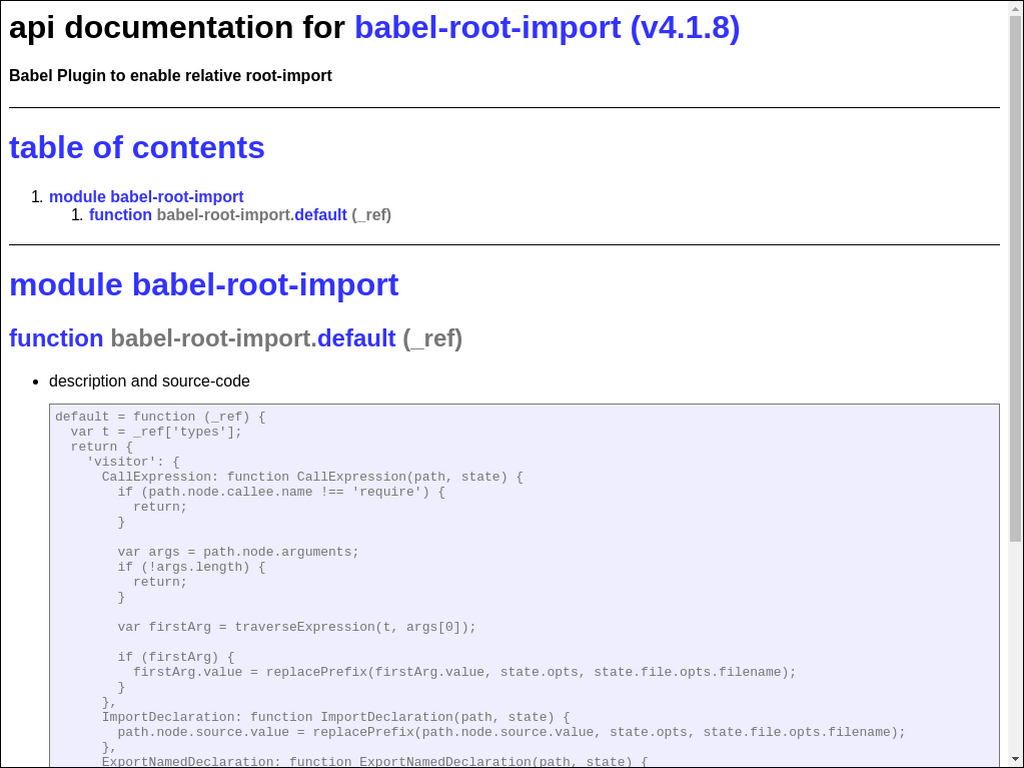 api documentation for babel-root-import (v4.1.8)
Babel Plugin to enable relative root-import
table of contents
1. module babel-root-import
1. function babel-root-import.default (_ref)
module babel-root-import
function babel-root-import.default (_ref)
• description and source-code
default = function (_ref) {
  var t = _ref['types'];
  return {
    'visitor': {
      CallExpression: function CallExpression(path, state) {
        if (path.node.callee.name !== 'require') {
          return;
        }

        var args = path.node.arguments;
        if (!args.length) {
          return;
        }

        var firstArg = traverseExpression(t, args[0]);

        if (firstArg) {
          firstArg.value = replacePrefix(firstArg.value, state.opts, state.file.opts.filename);
        }
      },
      ImportDeclaration: function ImportDeclaration(path, state) {
        path.node.source.value = replacePrefix(path.node.source.value, state.opts, state.file.opts.filename);
      },
      ExportNamedDeclaration: function ExportNamedDeclaration(path, state) {